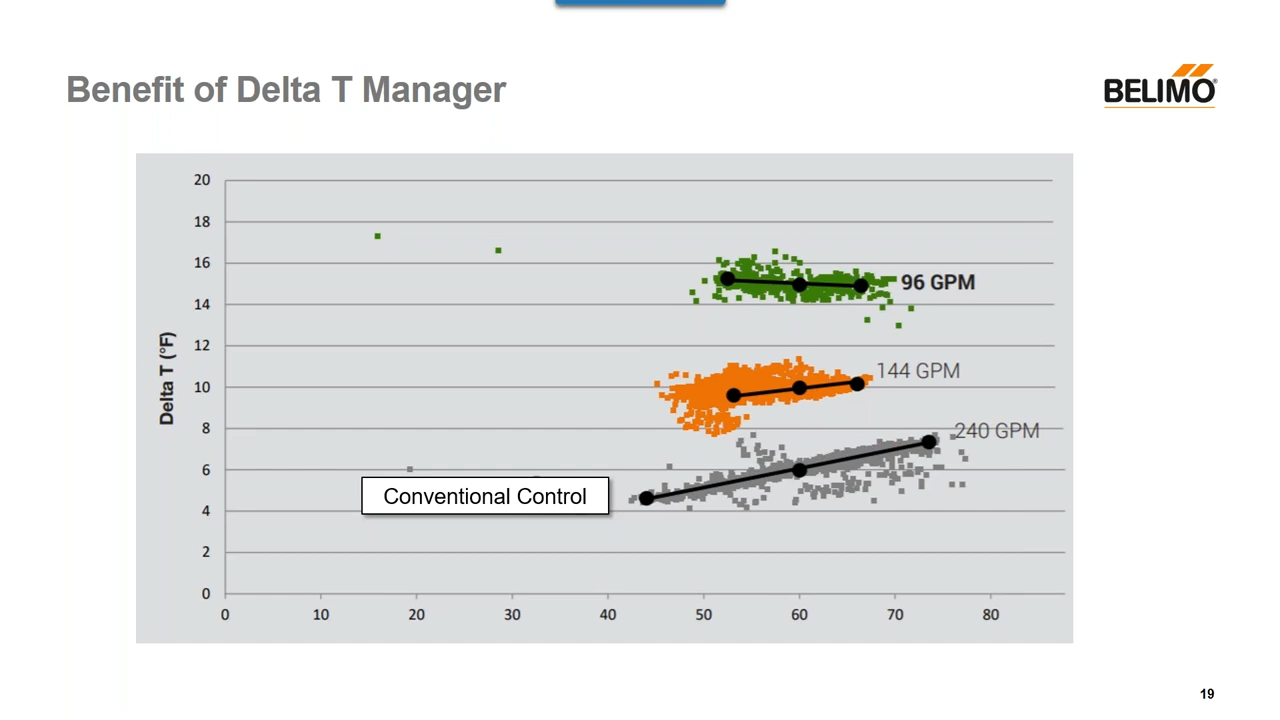 Benefit of Delta T Manager
BELIMO®
20
18
16
14
12
10
8
6
4
2
0
Delta T (°F)
96 GPM
144 GPM
240 GPM
Conventional Control
0 10 20 30 40 50 60 70 80
19